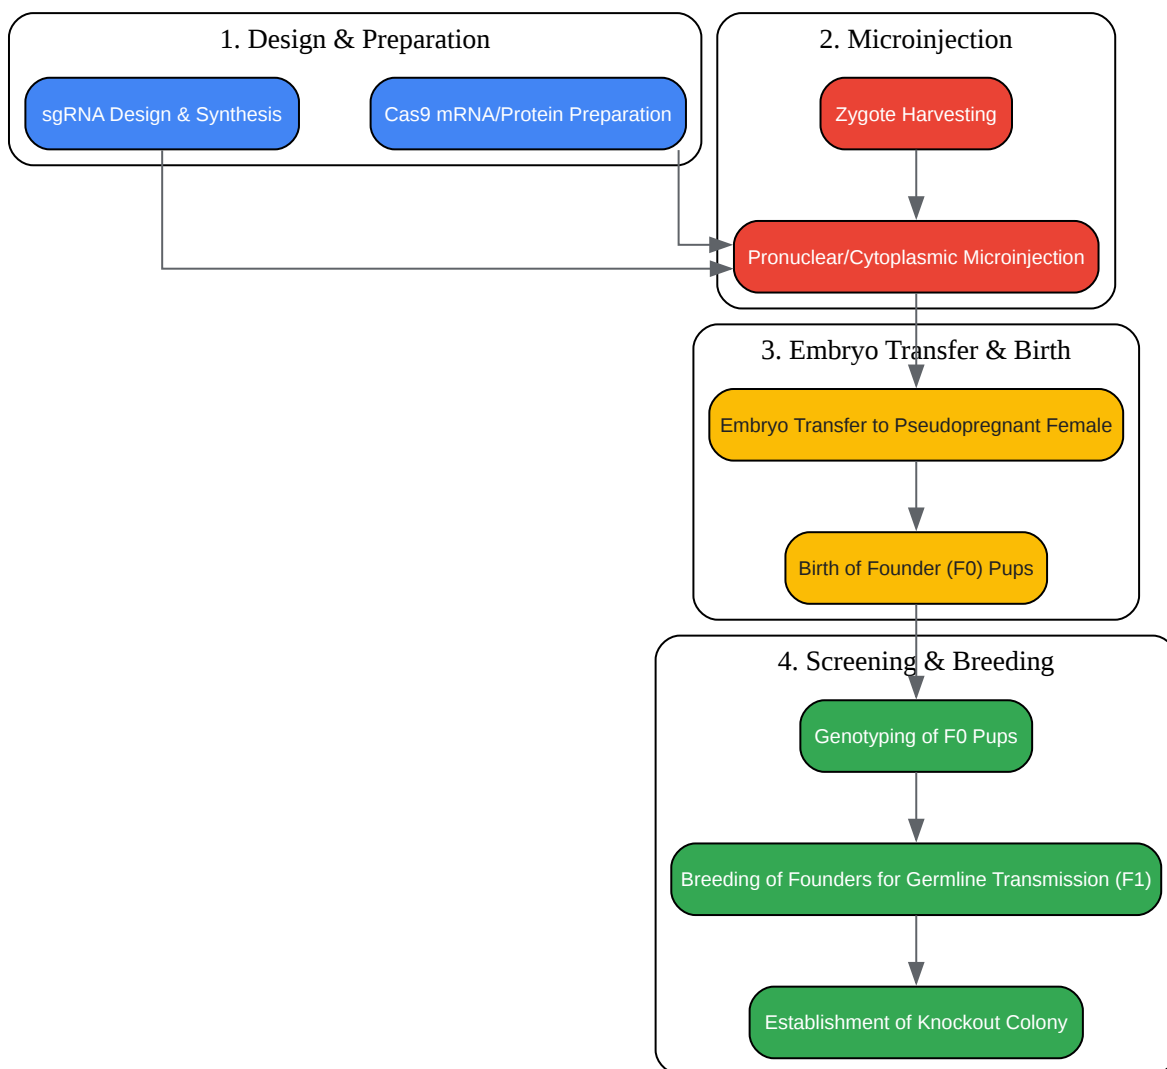 1. Design & Preparation
sgRNA Design & Synthesis
Cas9 mRNA/Protein Preparation
2. Microinjection
Zygote Harvesting
Pronuclear/Cytoplasmic Microinjection
3. Embryo Transfer & Birth
Embryo Transfer to Pseudopregnant Female
Birth of Founder (F0) Pups
4. Screening & Breeding
Genotyping of F0 Pups
Breeding of Founders for Germline Transmission (F1)
Establishment of Knockout Colony